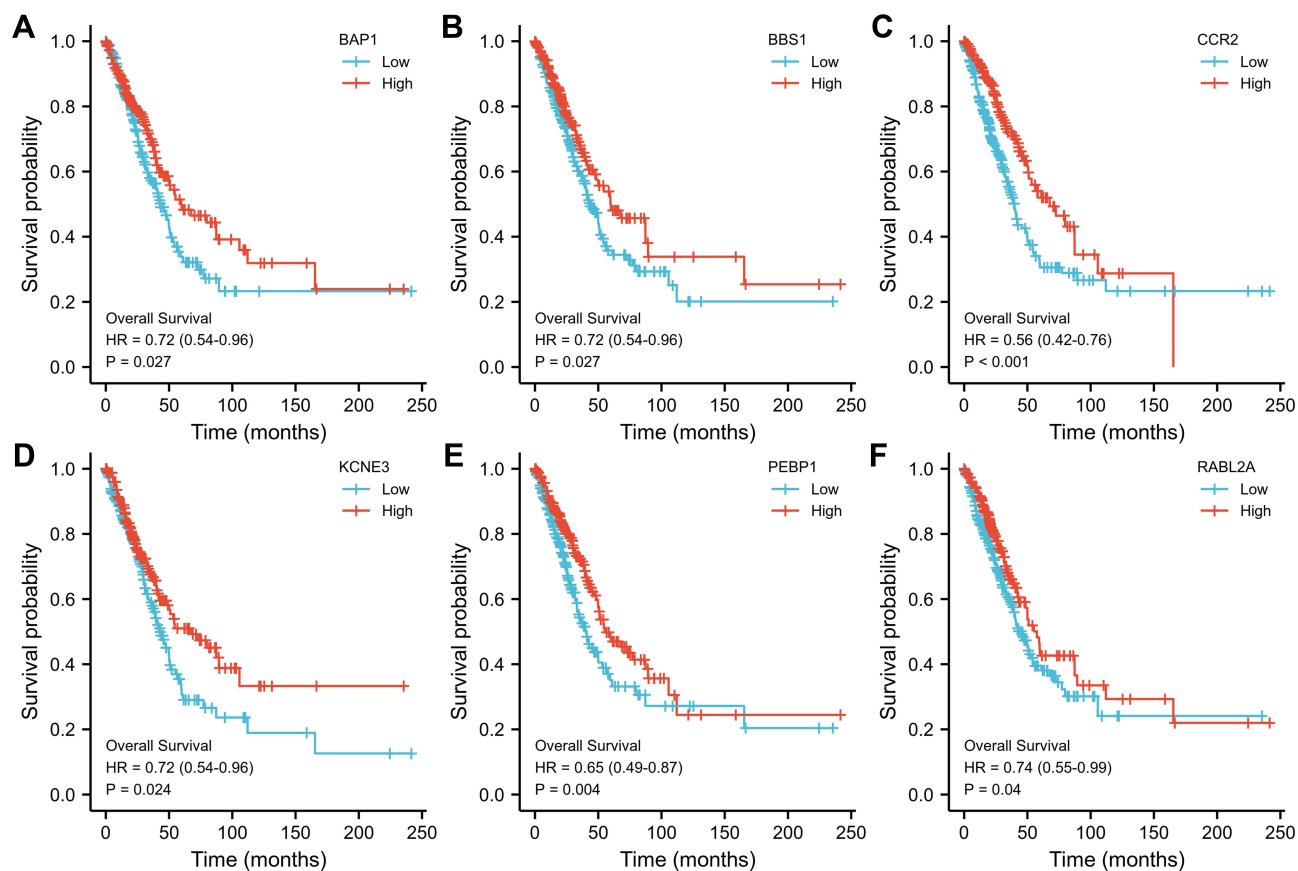 A
BAP1
Low
High
Survival probability
1.0
0.8
0.6
0.4
0.2
0.0
Overall Survival
HR = 0.72 (0.54-0.96)
P = 0.027
0 50 100 150 200 250
Time (months)
B
BBS1
Low
High
Survival probability
1.0
0.8
0.6
0.4
0.2
0.0
Overall Survival
HR = 0.72 (0.54-0.96)
P = 0.027
0 50 100 150 200 250
Time (months)
C
CCR2
Low
High
Survival probability
1.0
0.8
0.6
0.4
0.2
0.0
Overall Survival
HR = 0.56 (0.42-0.76)
P < 0.001
0 50 100 150 200 250
Time (months)
D
KCNE3
Low
High
Survival probability
1.0
0.8
0.6
0.4
0.2
0.0
Overall Survival
HR = 0.72 (0.54-0.96)
P = 0.024
0 50 100 150 200 250
Time (months)
E
PEBP1
Low
High
Survival probability
1.0
0.8
0.6
0.4
0.2
0.0
Overall Survival
HR = 0.65 (0.49-0.87)
P = 0.004
0 50 100 150 200 250
Time (months)
F
RABL2A
Low
High
Survival probability
1.0
0.8
0.6
0.4
0.2
0.0
Overall Survival
HR = 0.74 (0.55-0.99)
P = 0.04
0 50 100 150 200 250
Time (months)